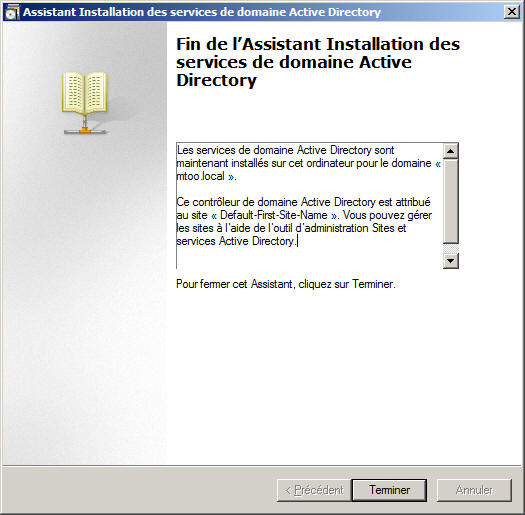 Assistant Installation des services de domaine Active Directory
Fin de l'Assistant Installation des
services de domaine Active
Directory
Les services de domaine Active Directory sont
maintenant installés sur cet ordinateur pour le domaine «
mtoo.local ».
Ce contrôleur de domaine Active Directory est attribué
au site « Default-First-Site-Name ». Vous pouvez gérer
les sites à l'aide de l'outil d'administration Sites et
services Active Directory.
Pour fermer cet Assistant, cliquez sur Terminer.
< Précédent Terminer Annuler